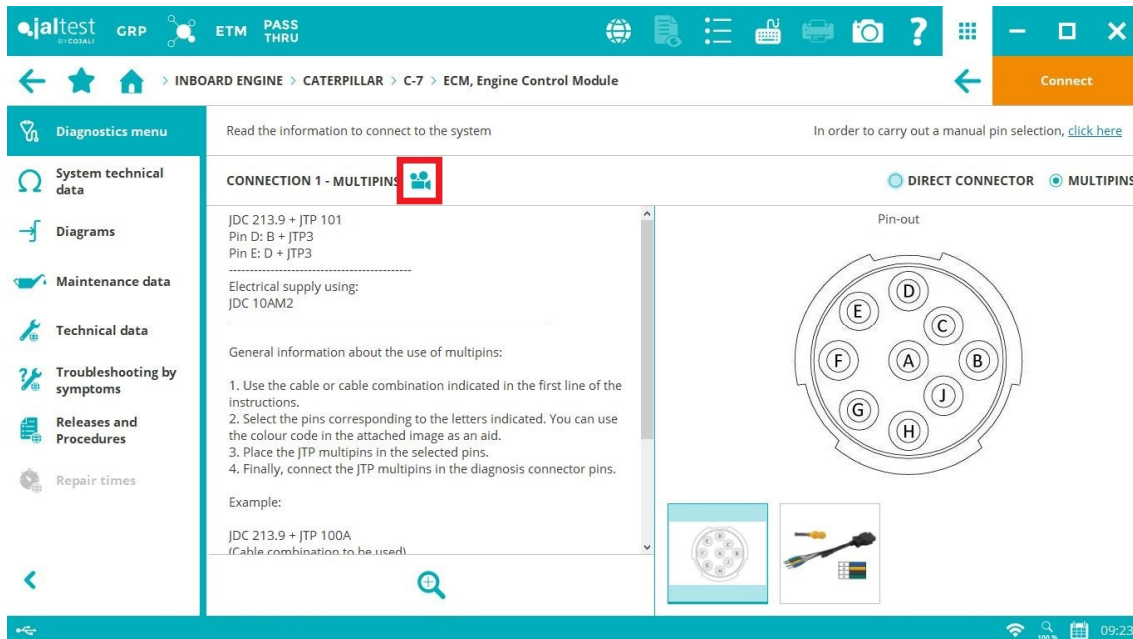 jaltest GRP ETM PASS THRU
BY COJALI
> INBOARD ENGINE > CATERPILLAR > C-7 > ECM, Engine Control Module
Connect
Diagnostics menu
System technical data
Diagrams
Maintenance data
Technical data
Troubleshooting by symptoms
Releases and Procedures
Repair times
Read the information to connect to the system
In order to carry out a manual pin selection, click here
CONNECTION 1 - MULTIPINS
DIRECT CONNECTOR
MULTIPINS
JDC 213.9 + JTP 101
Pin D: B + JTP3
Pin E: D + JTP3
--------------------------------------------
Electrical supply using:
JDC 10AM2
General information about the use of multipins:
1. Use the cable or cable combination indicated in the first line of the
instructions.
2. Select the pins corresponding to the letters indicated. You can use
the colour code in the attached image as an aid.
3. Place the JTP multipins in the selected pins.
4. Finally, connect the JTP multipins in the diagnosis connector pins.
Example:
JDC 213.9 + JTP 100A
(Cable combination to be used)
Pin-out
D
E
C
F
A
B
J
G
H
100 %
09:23